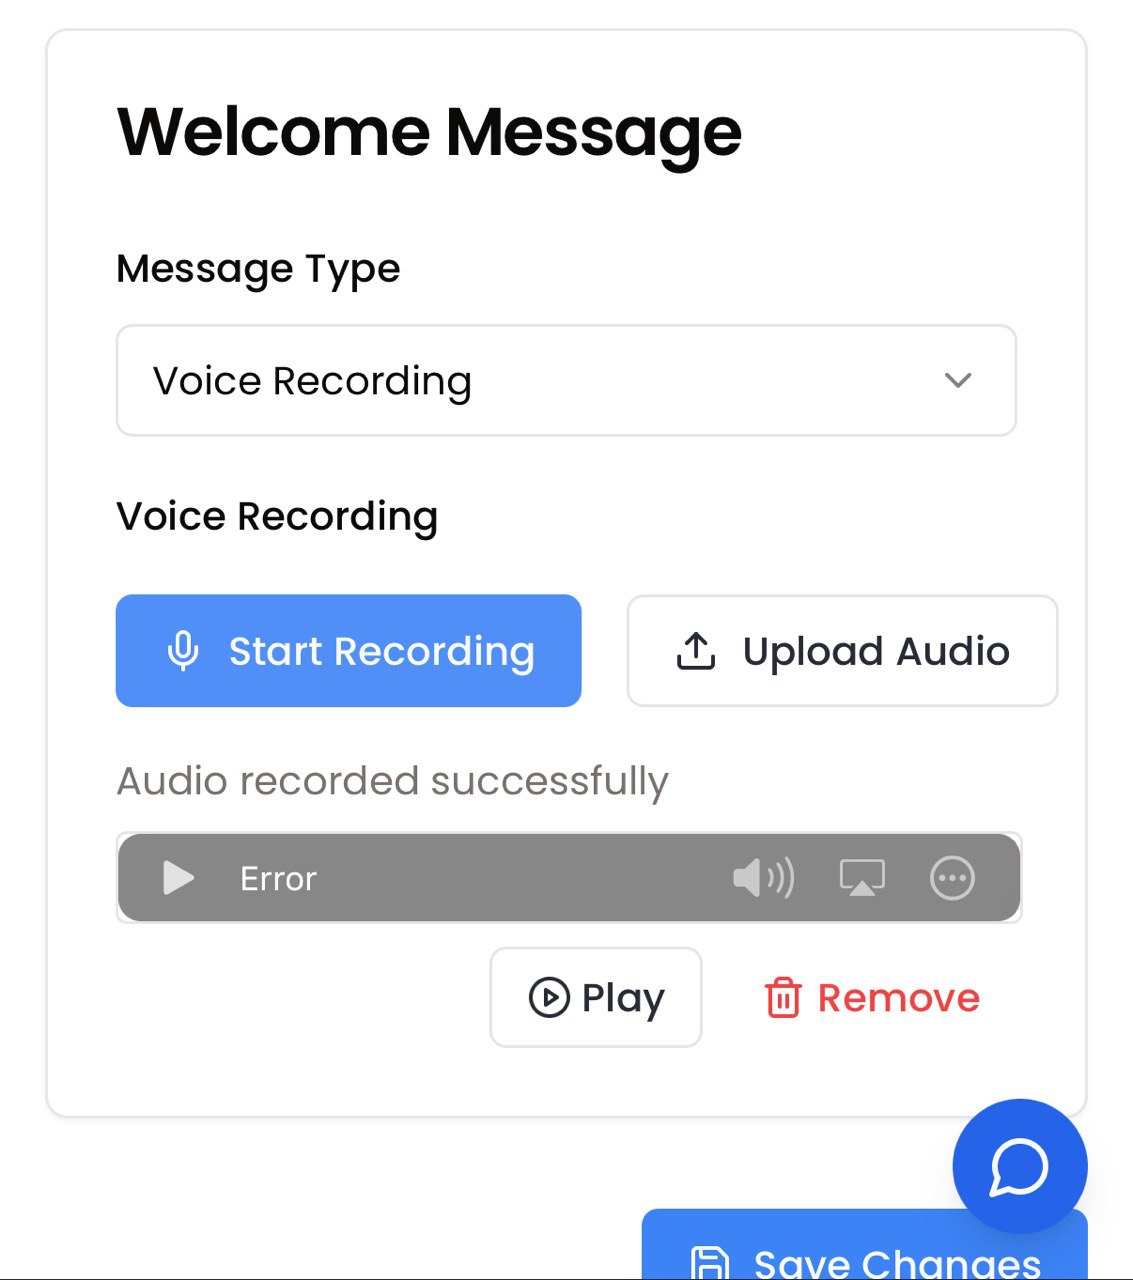 Welcome Message
Message Type
Voice Recording
Voice Recording
Start Recording Upload Audio
Audio recorded successfully
Error
Play Remove
Save Changes